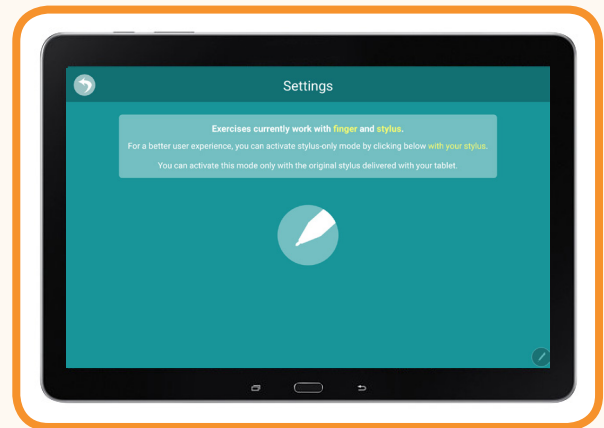 Settings
Exercises currently work with finger and stylus.
For a better user experience, you can activate stylus-only mode by clicking below with your stylus.
You can activate this mode only with the original stylus delivered with your tablet.